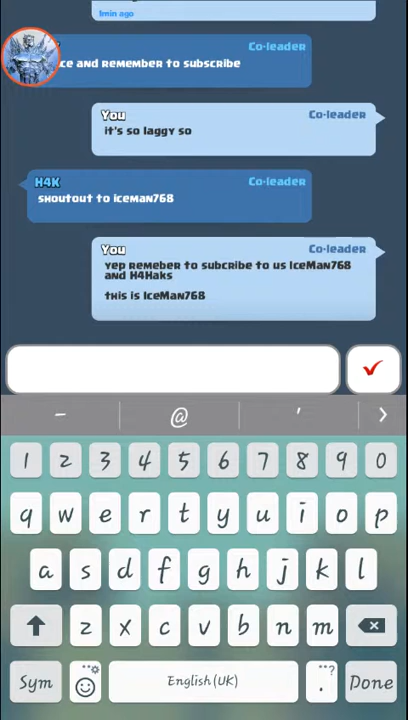 1min ago
Co-leader
ce and remember to subscribe
You
Co-leader
it's so laggy so
H4K
Co-leader
shoutout to iceman768
You
Co-leader
yep remeber to subcribe to us IceMan768
and H4Haks
this is IceMan768
- @ ' >
1 2 3 4 5 6 7 8 9 0
q w e r t y u i o p
a s d f g h j k l
z x c v b n m
Sym
English(UK)
. ?
Done